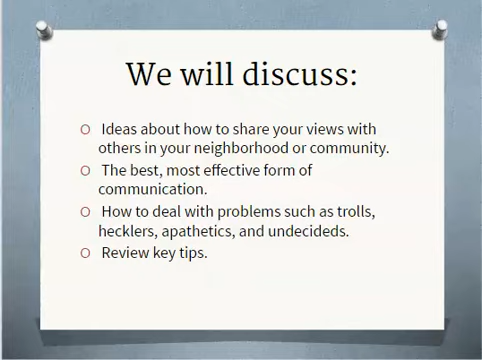 We will discuss:
O Ideas about how to share your views with
others in your neighborhood or community.
O The best, most effective form of
communication.
O How to deal with problems such as trolls,
hecklers, apathetics, and undecideds.
O Review key tips.